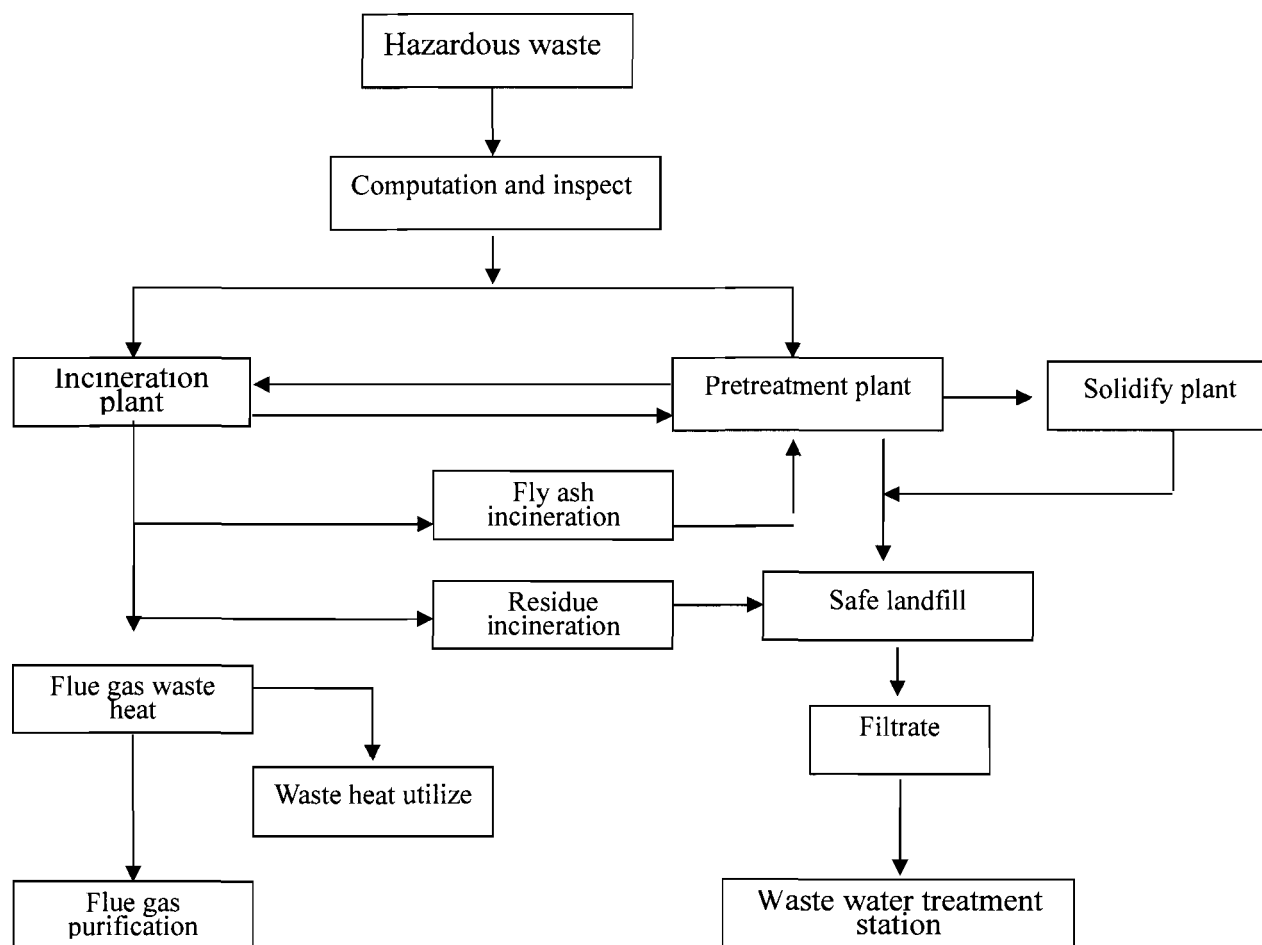 Hazardous waste
Computation and inspect
Incineration
plant
Pretreatment plant
Solidify plant
Fly ash
incineration
Residue
incineration
Safe landfill
Flue gas waste
heat
Filtrate
Waste heat utilize
Flue gas
purification
Waste water treatment
station